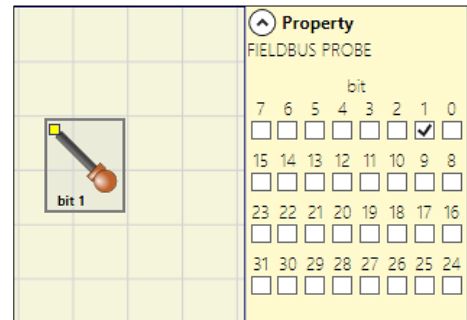 Property
FIELDBUS PROBE
bit
7 6 5 4 3 2 1 0
15 14 13 12 11 10 9 8
23 22 21 20 19 18 17 16
31 30 29 28 27 26 25 24
bit 1